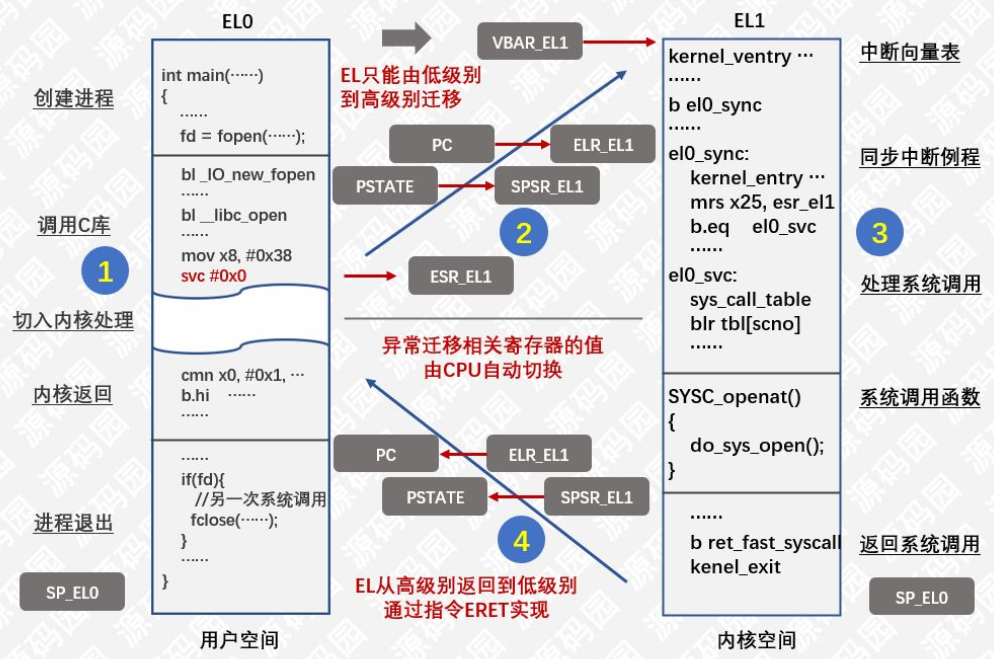 EL0
EL1
创建进程
调用C库
1
切入内核处理
内核返回
进程退出
SP_EL0
int main(……)
{
……
fd = fopen(……);
bl _IO_new_fopen
……
bl __libc_open
……
mov x8, #0x38
svc #0x0
cmn x0, #0x1, …
b.hi ……
……
……
if(fd){
//另一次系统调用
fclose(……);
}
……
}
用户空间
VBAR_EL1
EL只能由低级别
到高级别迁移
PC
ELR_EL1
PSTATE
SPSR_EL1
2
ESR_EL1
异常迁移相关寄存器的值
由CPU自动切换
PC
ELR_EL1
PSTATE
SPSR_EL1
4
EL从高级别返回到低级别
通过指令ERET实现
kernel_ventry …
……
b el0_sync
……
el0_sync:
kernel_entry …
mrs x25, esr_el1
b.eq el0_svc
……
el0_svc:
sys_call_table
blr tbl[scno]
……
SYSC_openat()
{
do_sys_open();
}
……
b ret_fast_syscall
kenel_exit
内核空间
中断向量表
同步中断例程
3
处理系统调用
系统调用函数
返回系统调用
SP_EL0
源码园